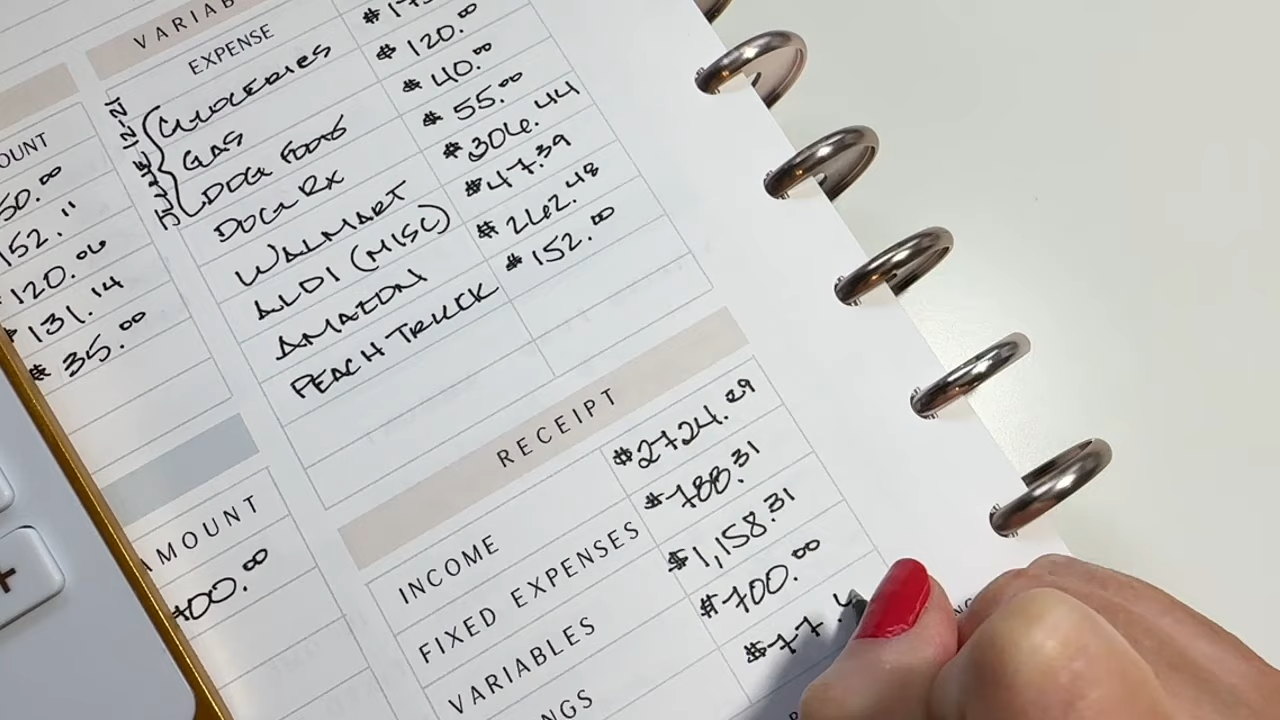 VARIAB
EXPENSE
JUNE 12-21
GROCERIES
GAS $120.00
DOG FOOD $40.00
DOG RX $55.00
WALMART $306.44
ALDI (MISC) $47.39
AMAZON $262.48
PEACH TRUCK $152.00
OUNT
50.00
152.11
120.06
$131.14
$35.00
AMOUNT
700.00
RECEIPT
INCOME $2724.29
FIXED EXPENSES $788.31
VARIABLES $1,158.31
NGS $700.00
$77.